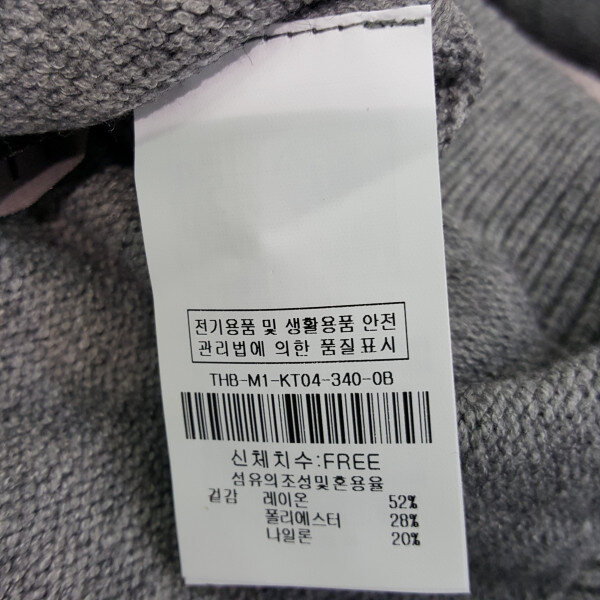 전기용품 및 생활용품 안전
관리법에 의한 품질표시
THB-M1-KT04-340-0B
신체치수:FREE
섬유의조성및혼용율
겉감 레이온 52%
폴리에스터 28%
나일론 20%